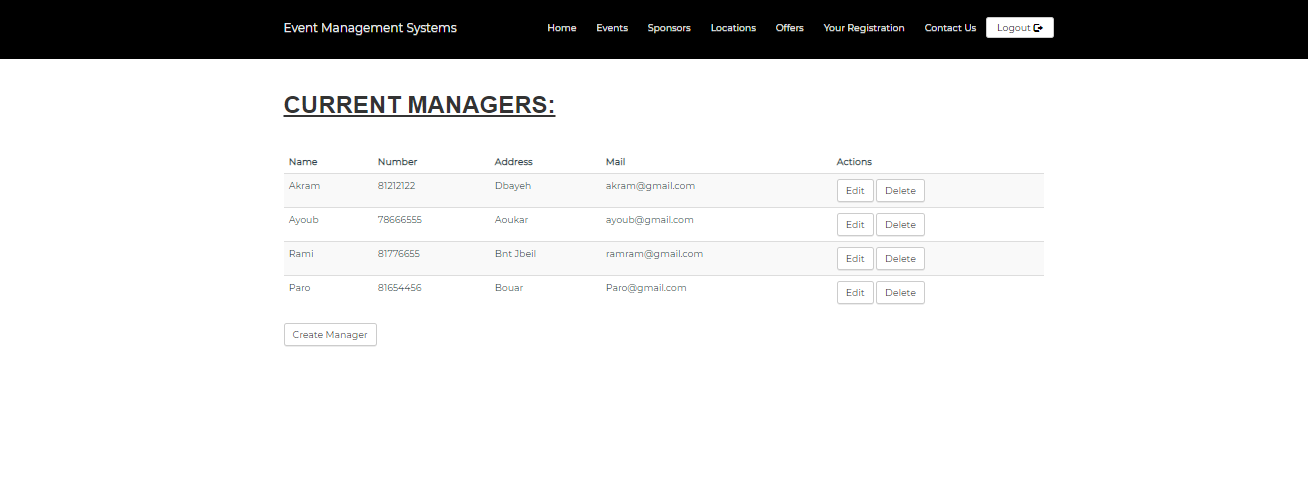 Event Management Systems Home Events Sponsors Locations Offers Your Registration Contact Us Logout
CURRENT MANAGERS:
Name Number Address Mail Actions
Akram 81212122 Dbayeh akram@gmail.com Edit Delete
Ayoub 78666555 Aoukar ayoub@gmail.com Edit Delete
Rami 81776655 Bnt Jbeil ramram@gmail.com Edit Delete
Paro 81654456 Bouar Paro@gmail.com Edit Delete
Create Manager